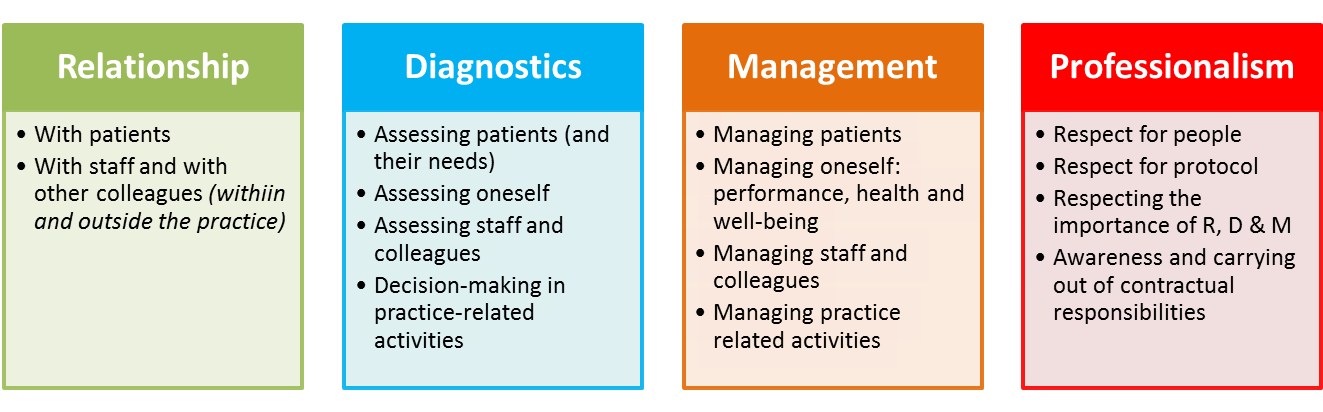 Relationship
• With patients
• With staff and with
other colleagues (withiin
and outside the practice)
Diagnostics
• Assessing patients (and
their needs)
• Assessing oneself
• Assessing staff and
colleagues
• Decision-making in
practice-related
activities
Management
• Managing patients
• Managing oneself:
performance, health and
well-being
• Managing staff and
colleagues
• Managing practice
related activities
Professionalism
• Respect for people
• Respect for protocol
• Respecting the
importance of R, D & M
• Awareness and carrying
out of contractual
responsibilities